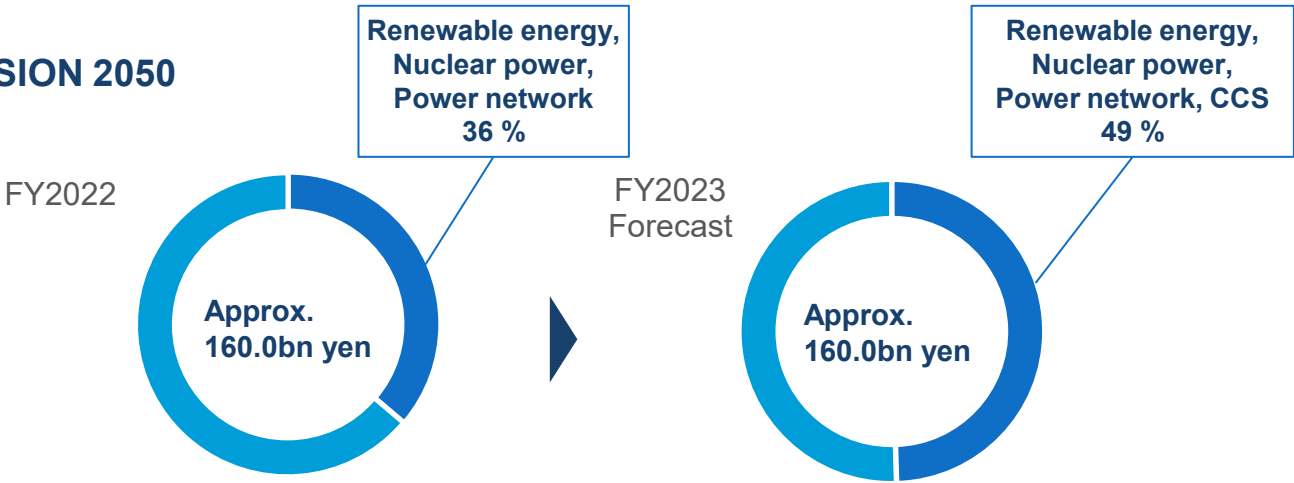 SION 2050
Renewable energy,
Nuclear power,
Power network
36 %
Renewable energy,
Nuclear power,
Power network, CCS
49 %
FY2022
Approx.
160.0bn yen
FY2023
Forecast
Approx.
160.0bn yen